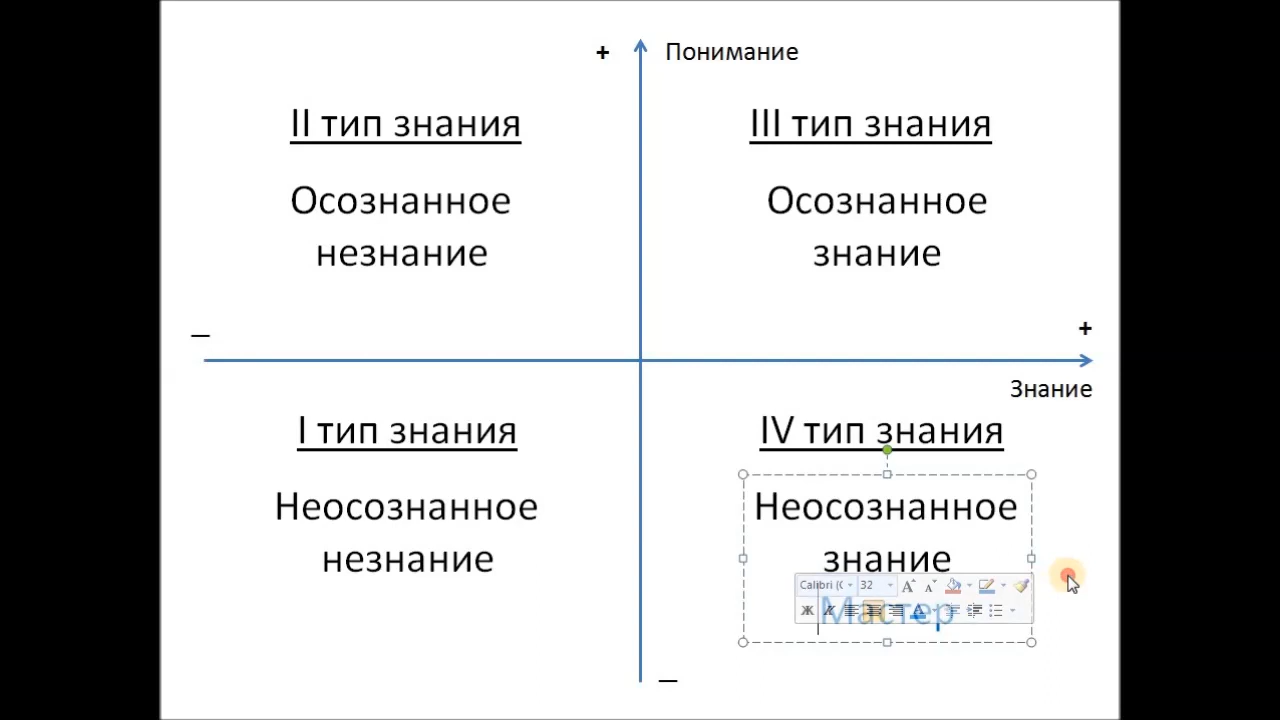 + Понимание
II тип знания
III тип знания
Осознанное
незнание
Осознанное
знание
– +
Знание
I тип знания
IV тип знания
Неосознанное
незнание
Неосознанное
знание
Calibri (С 32
Ж
Мастер
–